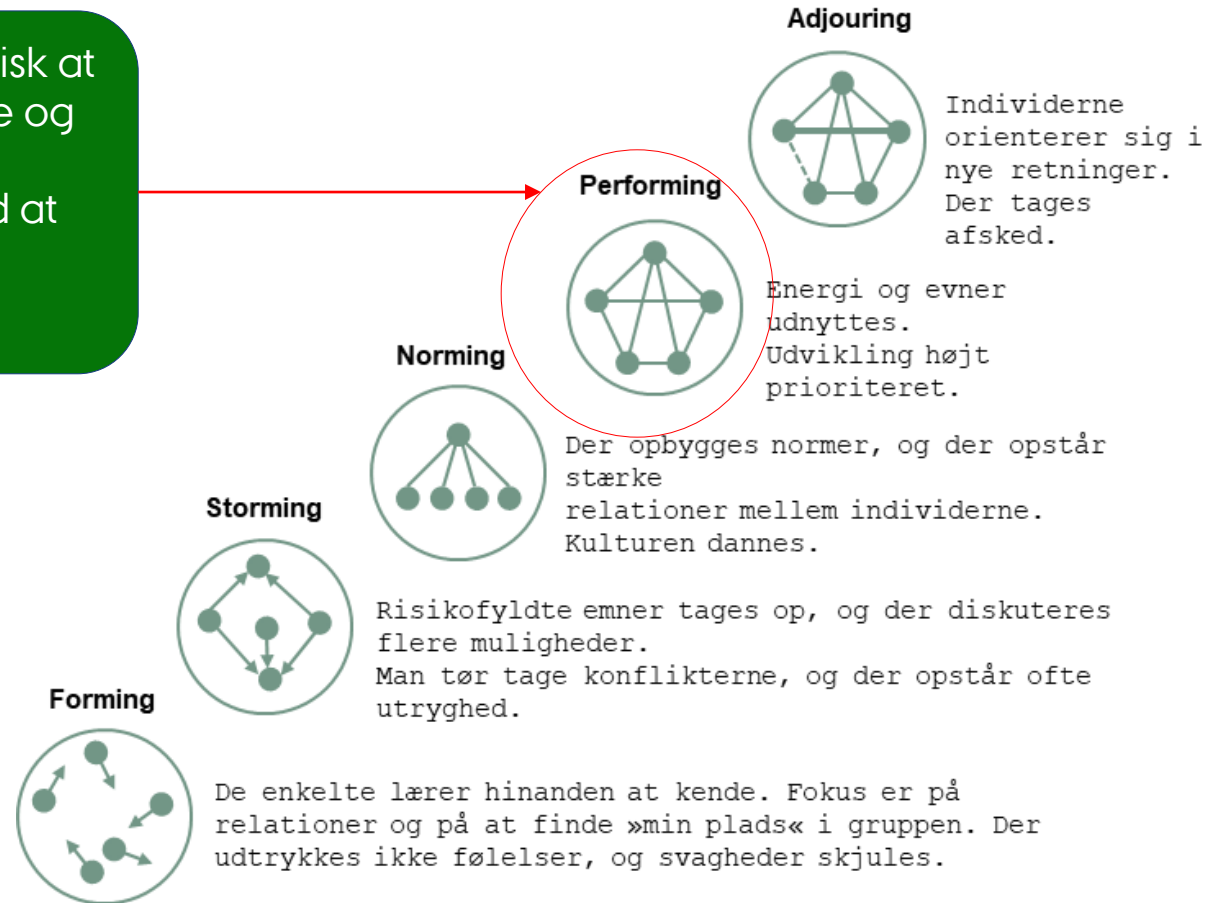 isk at
e og
d at
Adjouring
Individerne
orienterer sig i
nye retninger.
Der tages
afsked.
Performing
Energi og evner
udnyttes.
Udvikling højt
prioriteret.
Norming
Der opbygges normer, og der opstår
stærke
relationer mellem individerne.
Kulturen dannes.
Storming
Risikofyldte emner tages op, og der diskuteres
flere muligheder.
Man tør tage konflikterne, og der opstår ofte
utryghed.
Forming
De enkelte lærer hinanden at kende. Fokus er på
relationer og på at finde »min plads« i gruppen. Der
udtrykkes ikke følelser, og svagheder skjules.